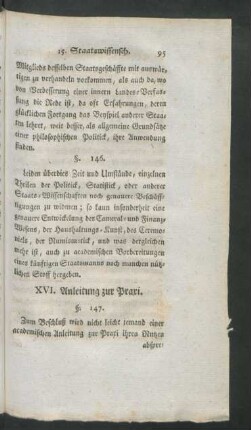 15. Staatswissensch. 95
Mitglieds desselben Staatsgeschäffte mit auswär-
tigen zu verhandeln vorkommen, als auch da, wo
von Verbesserung einer innern Landes-Verfas-
sung die Rede ist, da oft Erfahrungen, deren
glücklichen Fortgang das Beyspiel anderer Staa-
ten lehret, weit besser, als allgemeine Grundsätze
einer philosophischen Politick, ihre Anwendung
finden.
§. 146.
Leiden überdies Zeit und Umstände, einzelnen
Theilen der Politick, Statistick, oder anderer
Staats-Wissenschaften noch genauere Beschäff-
tigungen zu widmen; so kann insonderheit eine
genauere Entwickelung des Cameral- und Finanz-
Wesens, der Haushaltungs-Kunst, des Ceremo-
niels, der Numismatick, und was dergleichen
mehr ist, auch zu academischen Vorbereitungen
eines künftigen Staatsmanns noch manchen nütz-
lichen Stoff hergeben.
XVI. Anleitung zur Praxi.
§. 147.
Zum Beschluß wird nicht leicht jemand einer
academischen Anleitung zur Praxi ihren Nutzen
abspre-